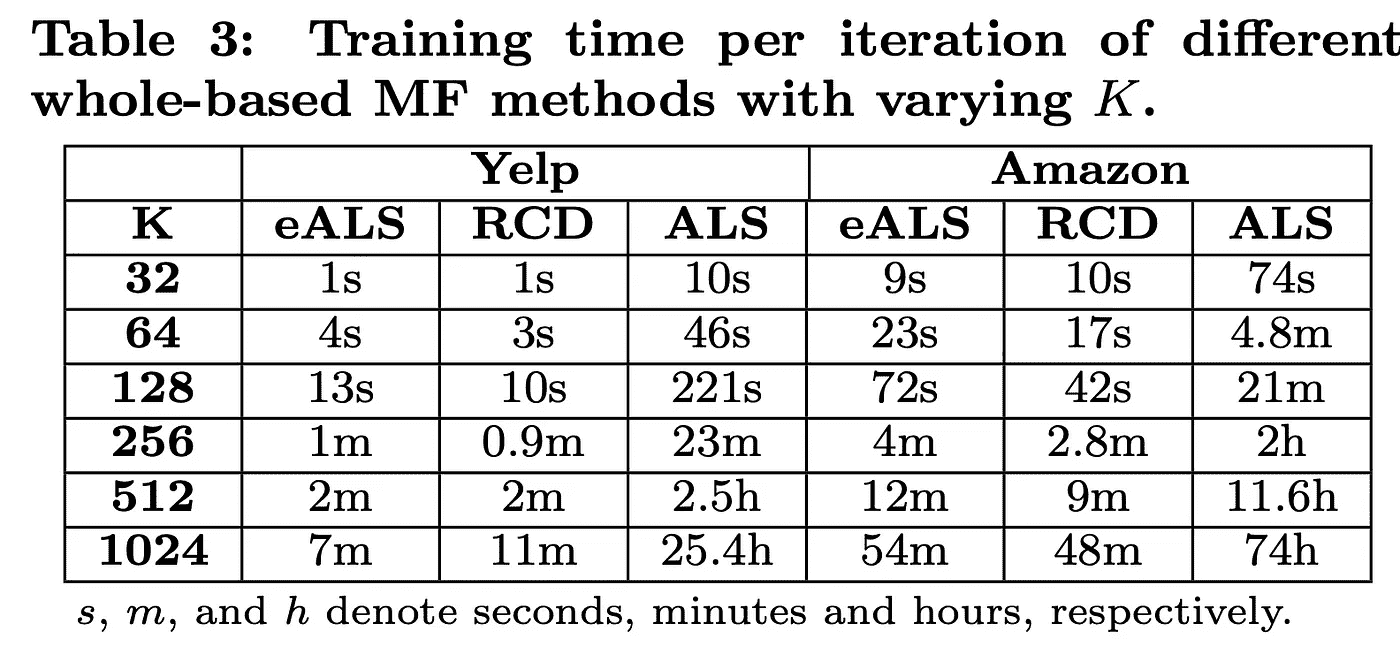 Table 3: Training time per iteration of different
whole-based MF methods with varying K.
Yelp Amazon
K eALS RCD ALS eALS RCD ALS
32 1s 1s 10s 9s 10s 74s
64 4s 3s 46s 23s 17s 4.8m
128 13s 10s 221s 72s 42s 21m
256 1m 0.9m 23m 4m 2.8m 2h
512 2m 2m 2.5h 12m 9m 11.6h
1024 7m 11m 25.4h 54m 48m 74h
s, m, and h denote seconds, minutes and hours, respectively.